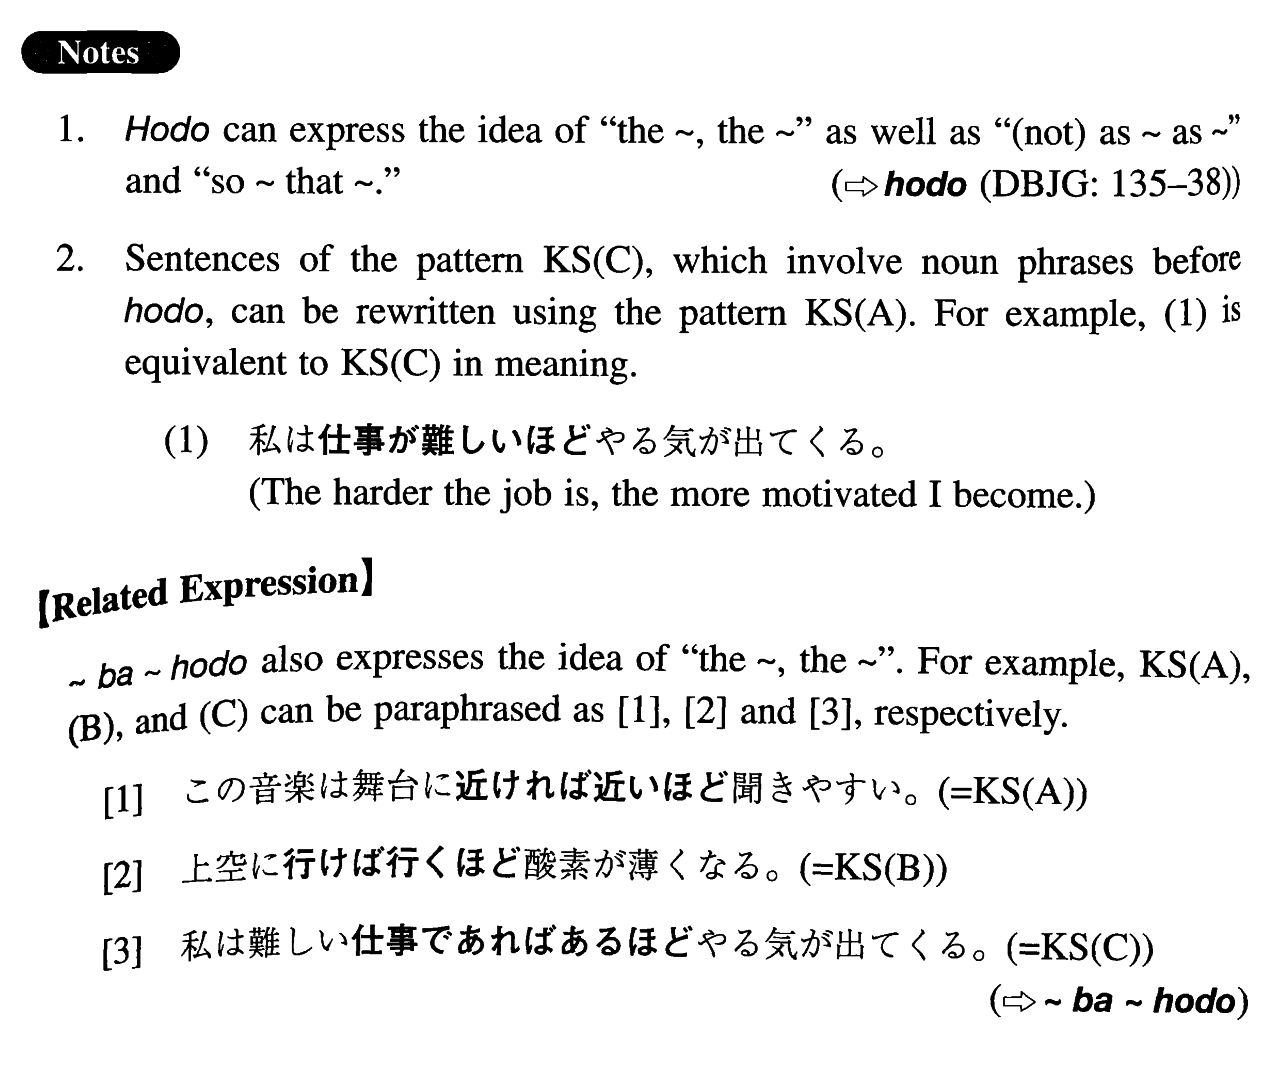 Notes
1. Hodo can express the idea of “the ~, the ~” as well as “(not) as ~ as ~”
and “so ~ that ~.” (⇨hodo (DBJG: 135–38))
2. Sentences of the pattern KS(C), which involve noun phrases before
hodo, can be rewritten using the pattern KS(A). For example, (1) is
equivalent to KS(C) in meaning.
(1) 私は仕事が難しいほどやる気が出てくる。
(The harder the job is, the more motivated I become.)
【Related Expression】
~ ba ~ hodo also expresses the idea of “the ~, the ~”. For example, KS(A),
(B), and (C) can be paraphrased as [1], [2] and [3], respectively.
[1] この音楽は舞台に近ければ近いほど聞きやすい。(=KS(A))
[2] 上空に行けば行くほど酸素が薄くなる。(=KS(B))
[3] 私は難しい仕事であればあるほどやる気が出てくる。(=KS(C))
(⇨ ~ ba ~ hodo)